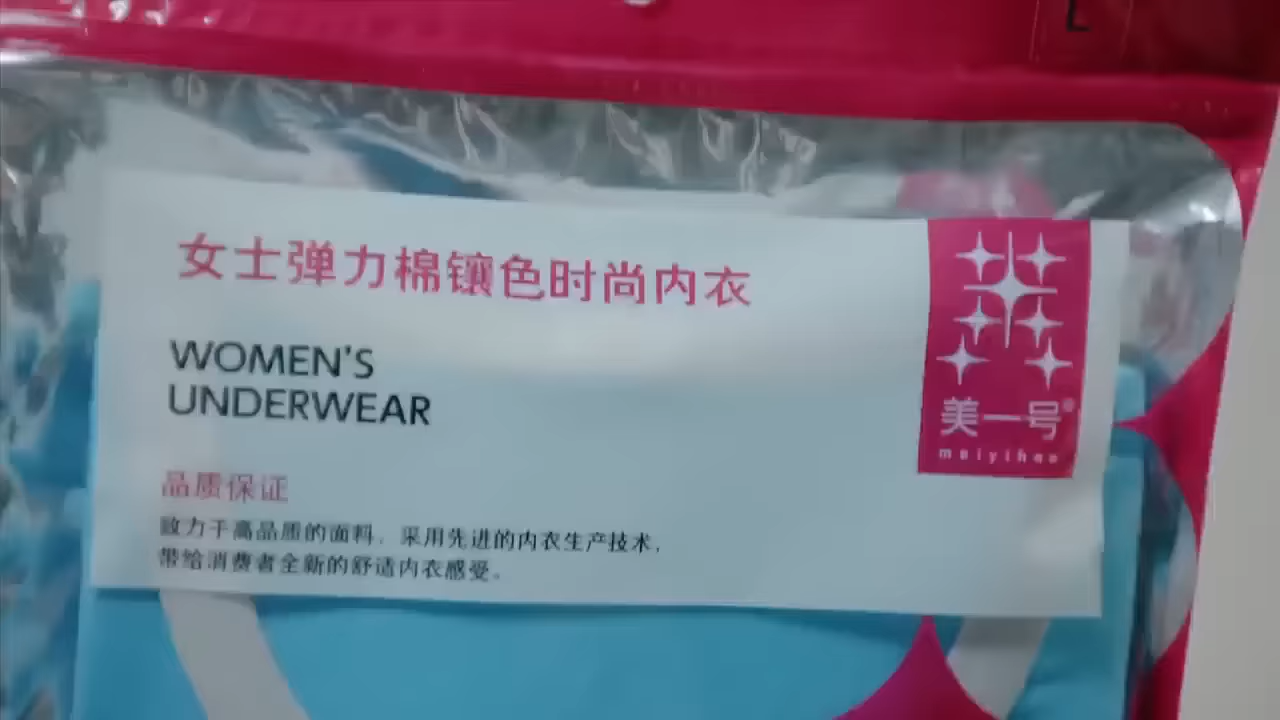 L
女士弹力棉镶色时尚内衣
WOMEN'S
UNDERWEAR
品质保证
致力于高品质的面料，采用先进的内衣生产技术，
带给消费者全新的舒适内衣感受。
美一号®
meiyihao